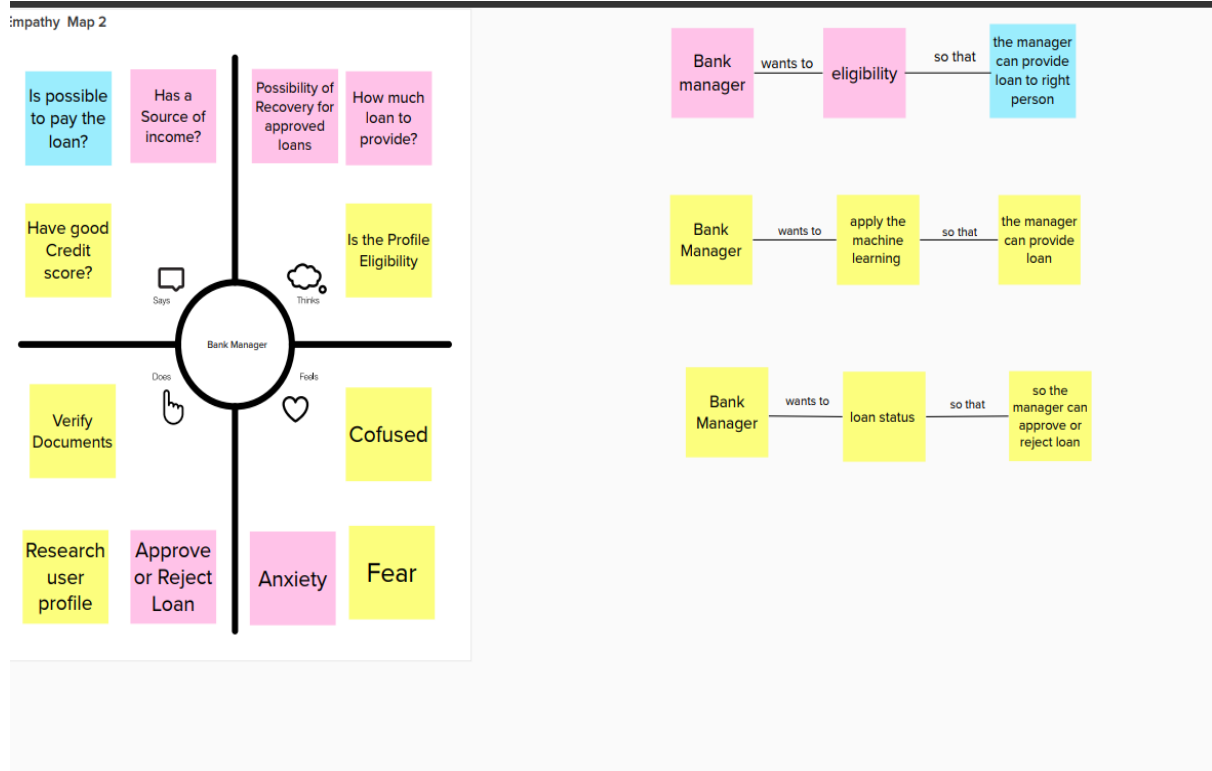 Empathy Map 2
Is possible
to pay the
loan?
Has a
Source of
income?
Possibility of
Recovery for
approved
loans
How much
loan to
provide?
Have good
Credit
score?
Is the Profile
Eligibility
Says
Thinks
Bank Manager
Does
Feels
Verify
Documents
Cofused
Research
user
profile
Approve
or Reject
Loan
Anxiety
Fear
Bank
manager
wants to
eligibility
so that
the manager
can provide
loan to right
person
Bank
Manager
wants to
apply the
machine
learning
so that
the manager
can provide
loan
Bank
Manager
wants to
loan status
so that
so the
manager can
approve or
reject loan